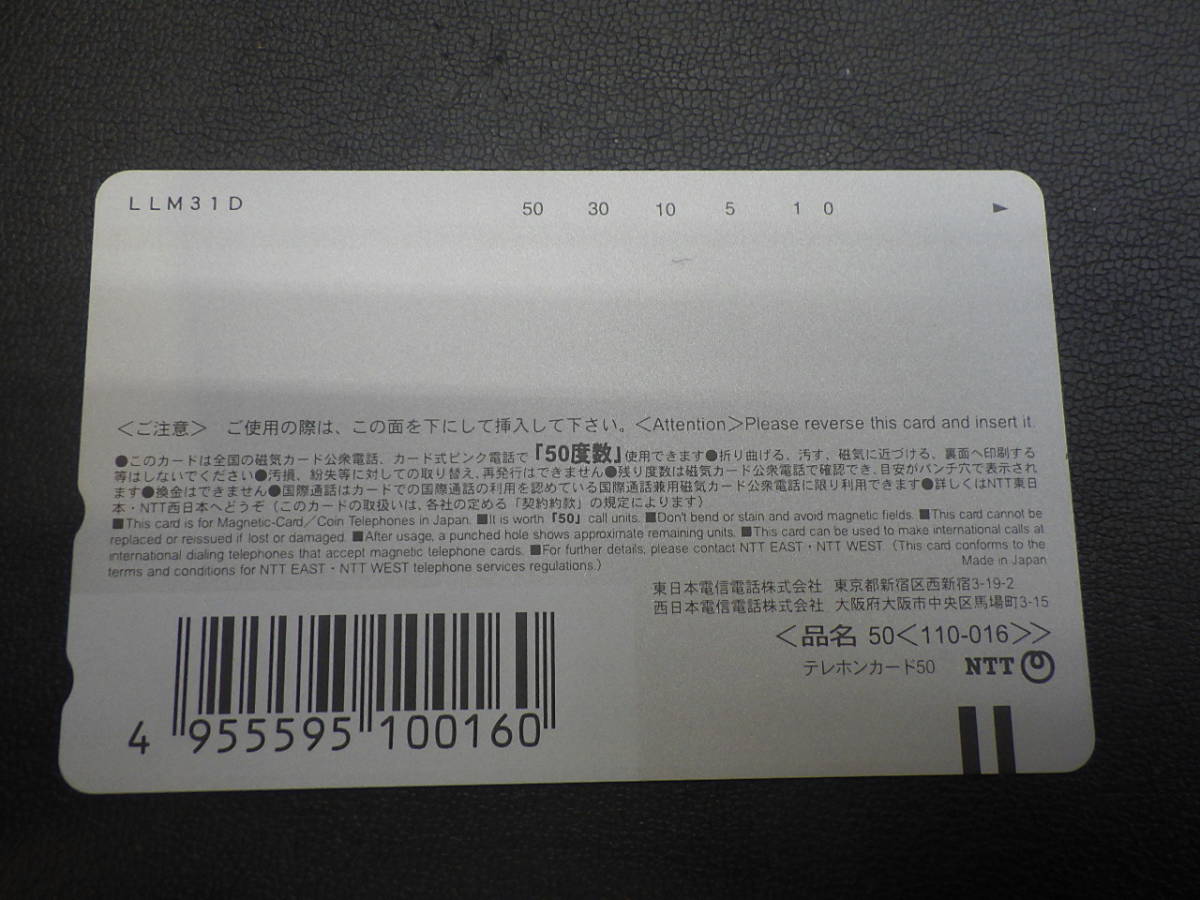 LLM31D
50 30 10 5 1 0 ►
＜ご注意＞ ご使用の際は、この面を下にして挿入して下さい。＜Attention＞Please reverse this card and insert it.
●このカードは全国の磁気カード公衆電話、カード式ピンク電話で「50度数」使用できます●折り曲げる、汚す、磁気に近づける、裏面へ印刷する
等はしないでください●汚損、紛失等に対しての取り替え、再発行はできません●残り度数は磁気カード公衆電話で確認でき、目安がパンチ穴で表示され
ます●換金はできません●国際通話はカードでの国際通話の利用を認めている国際通話兼用磁気カード公衆電話に限り利用できます●詳しくはNTT東日
本・NTT西日本へどうぞ（このカードの取扱いは、各社の定める「契約約款」の規定によります）
■This card is for Magnetic-Card／Coin Telephones in Japan. ■It is worth「50」call units. ■Don't bend or stain and avoid magnetic fields. ■This card cannot be
replaced or reissued if lost or damaged. ■After usage, a punched hole shows approximate remaining units. ■This card can be used to make international calls at
international dialing telephones that accept magnetic telephone cards. ■For further details, please contact NTT EAST・NTT WEST（This card conforms to the
terms and conditions for NTT EAST・NTT WEST telephone services regulations.）
Made in Japan
東日本電信電話株式会社 東京都新宿区西新宿3-19-2
西日本電信電話株式会社 大阪府大阪市中央区馬場町3-15
＜品名 50＜110-016＞＞
テレホンカード50 NTT
4 955595 100160